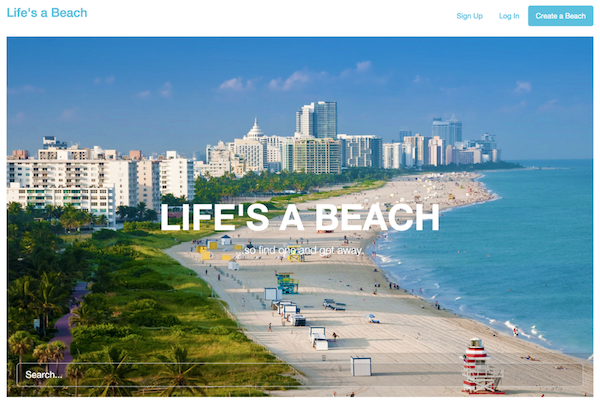 Life's a Beach
Sign Up
Log In
Create a Beach
LIFE'S A BEACH
...so find one and get away.
Search...